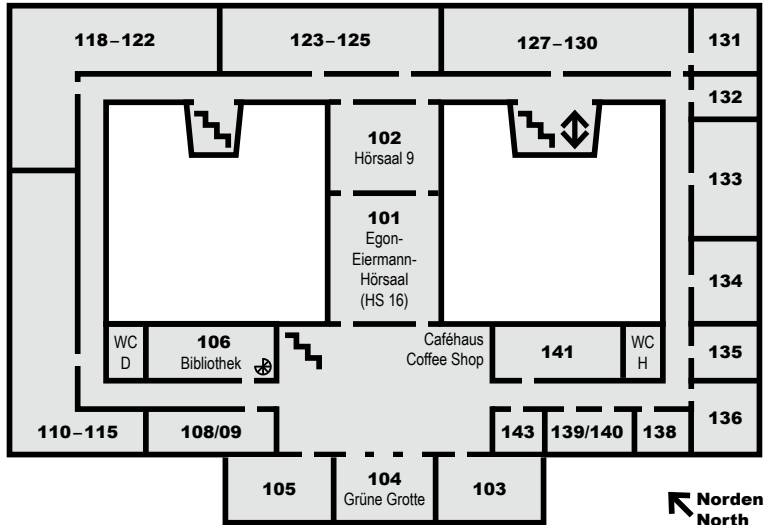 118–122
123–125
127–130
131
132
102
Hörsaal 9
133
101
Egon-
Eiermann-
Hörsaal
(HS 16)
134
WC
D
106
Bibliothek
Caféhaus
Coffee Shop
141
WC
H
135
110–115
108/09
143
139/140
138
136
105
104
Grüne Grotte
103
Norden
North